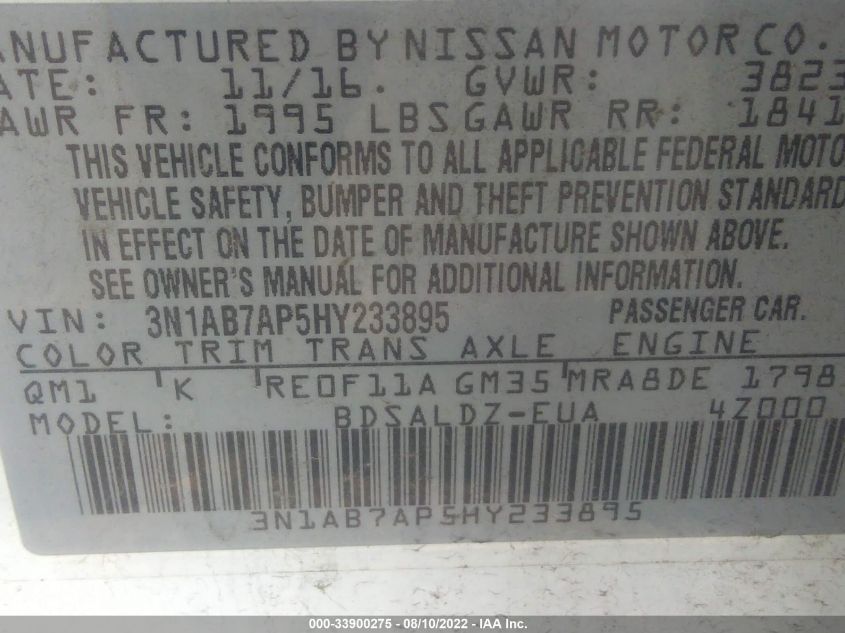 ANUFACTURED BY NISSAN MOTOR CO.
ATE: 11/16. GVWR: 3823
AWR FR: 1995 LBS GAWR RR: 1841
THIS VEHICLE CONFORMS TO ALL APPLICABLE FEDERAL MOTO
VEHICLE SAFETY, BUMPER AND THEFT PREVENTION STANDARD
IN EFFECT ON THE DATE OF MANUFACTURE SHOWN ABOVE.
SEE OWNER'S MANUAL FOR ADDITIONAL INFORMATION.
VIN: 3N1AB7AP5HY233895 PASSENGER CAR.
COLOR TRIM TRANS AXLE ENGINE
QM1 K RE0F11A GM35 MRA8DE 1798
MODEL: BDSALDZ-EUA 4Z000
3N1AB7AP5HY233895
000-33900275 - 08/10/2022 - IAA Inc.